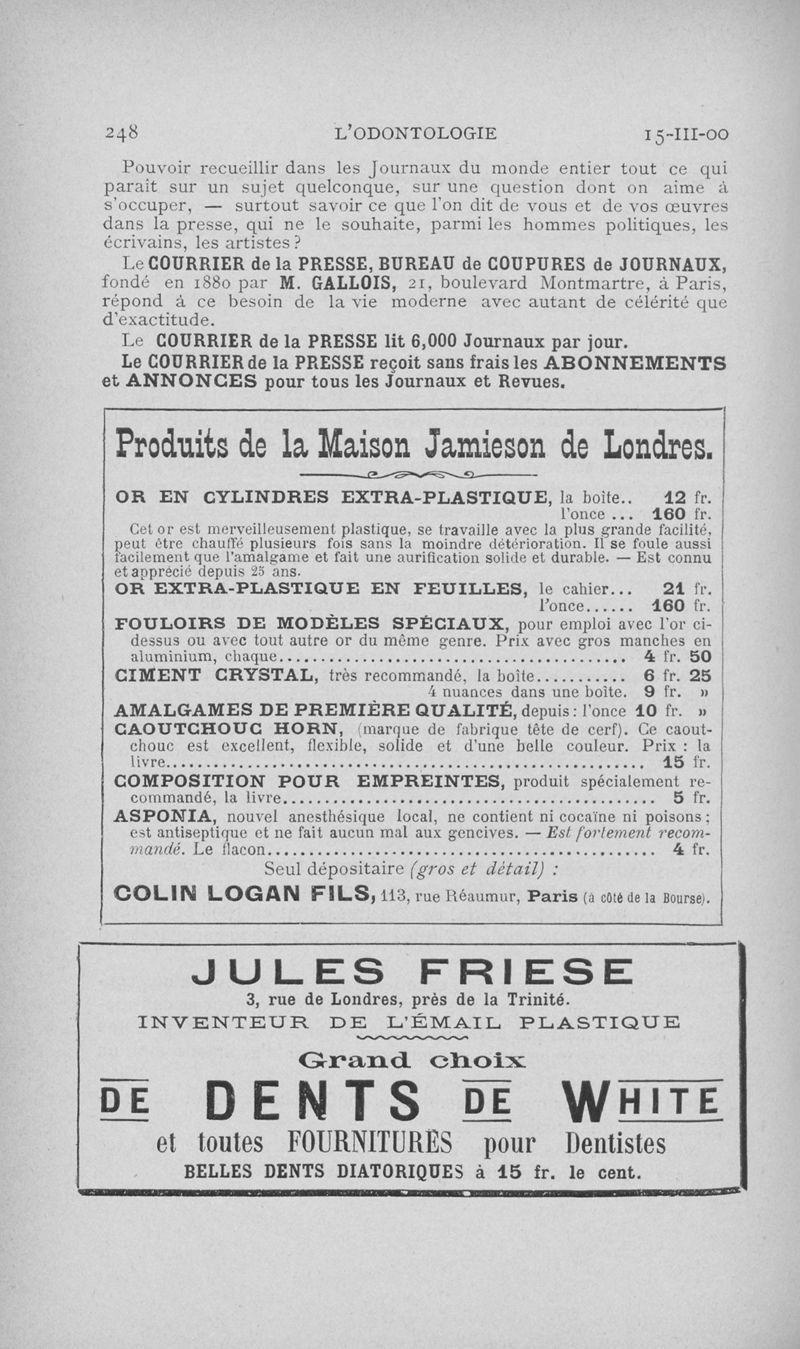 248 L'ODONTOLOGIE 15-III-00
Pouvoir recueillir dans les Journaux du monde entier tout ce qui
parait sur un sujet quelconque, sur une question dont on aime à
s'occuper, — surtout savoir ce que l'on dit de vous et de vos œuvres
dans la presse, qui ne le souhaite, parmi les hommes politiques, les
écrivains, les artistes ?
Le COURRIER de la PRESSE, BUREAU de COUPURES de JOURNAUX,
fondé en 1880 par M. GALLOIS, 21, boulevard Montmartre, à Paris,
répond à ce besoin de la vie moderne avec autant de célérité que
d'exactitude.
Le COURRIER de la PRESSE lit 6,000 Journaux par jour.
Le COURRIER de la PRESSE reçoit sans frais les ABONNEMENTS
et ANNONCES pour tous les Journaux et Revues.
Produits de la Maison Jamieson de Londres.
OR EN CYLINDRES EXTRA-PLASTIQUE, la boîte.. 12 fr.
l'once ... 160 fr.
Cet or est merveilleusement plastique, se travaille avec la plus grande facilité,
peut être chauffé plusieurs fois sans la moindre détérioration. Il se foule aussi
facilement que l'amalgame et fait une aurification solide et durable. — Est connu
et apprécié depuis 25 ans.
OR EXTRA-PLASTIQUE EN FEUILLES, le cahier... 21 fr.
l'once...... 160 fr.
FOULOIRS DE MODÈLES SPÉCIAUX, pour emploi avec l'or ci-
dessus ou avec tout autre or du même genre. Prix avec gros manches en
aluminium, chaque.......................................... 4 fr. 50
CIMENT CRYSTAL, très recommandé, la boîte........... 6 fr. 25
4 nuances dans une boîte. 9 fr. »
AMALGAMES DE PREMIÈRE QUALITÉ, depuis : l'once 10 fr. »
CAOUTCHOUC HORN, (marque de fabrique tête de cerf). Ce caout-
chouc est excellent, flexible, solide et d'une belle couleur. Prix : la
livre.......................................................... 15 fr.
COMPOSITION POUR EMPREINTES, produit spécialement re-
commandé, la livre............................................. 5 fr.
ASPONIA, nouvel anesthésique local, ne contient ni cocaïne ni poisons ;
est antiseptique et ne fait aucun mal aux gencives. — Est fortement recom-
mandé. Le flacon............................................... 4 fr.
Seul dépositaire (gros et détail) :
COLIN LOGAN FILS, 113, rue Réaumur, Paris (à côté de la Bourse).
JULES FRIESE
3, rue de Londres, près de la Trinité.
INVENTEUR DE L'ÉMAIL PLASTIQUE
Grand choix
DE DENTS DE WHITE
et toutes FOURNITURES pour Dentistes
BELLES DENTS DIATORIQUES à 15 fr. le cent.